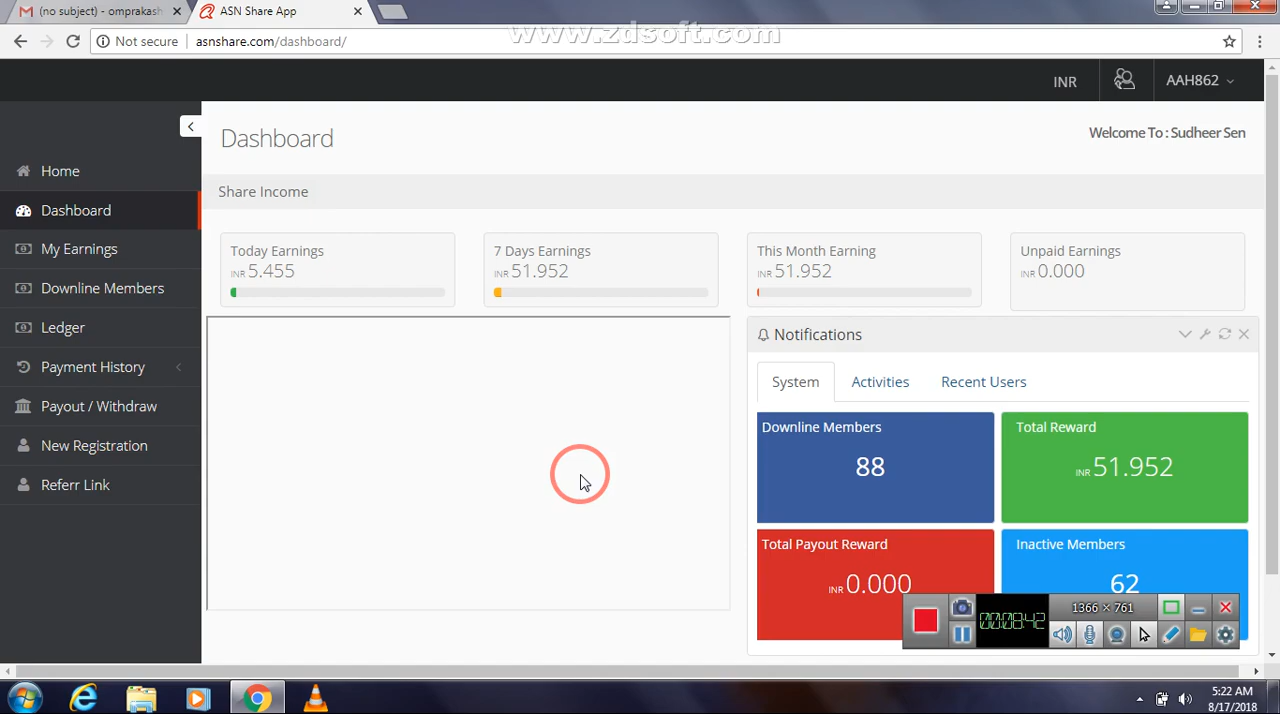 (no subject) - omprakash
ASN Share App
www.zdsoft.com
Not secure
asnshare.com/dashboard/
INR
AAH862
Dashboard
Welcome To : Sudheer Sen
Home
Share Income
Dashboard
My Earnings
Downline Members
Ledger
Payment History
Payout / Withdraw
New Registration
Referr Link
Today Earnings
INR 5.455
7 Days Earnings
INR 51.952
This Month Earning
INR 51.952
Unpaid Earnings
INR 0.000
Notifications
System
Activities
Recent Users
Downline Members
88
Total Reward
INR 51.952
Total Payout Reward
INR 0.000
Inactive Members
62
1366 × 761
00:08:42
5:22 AM
8/17/2018